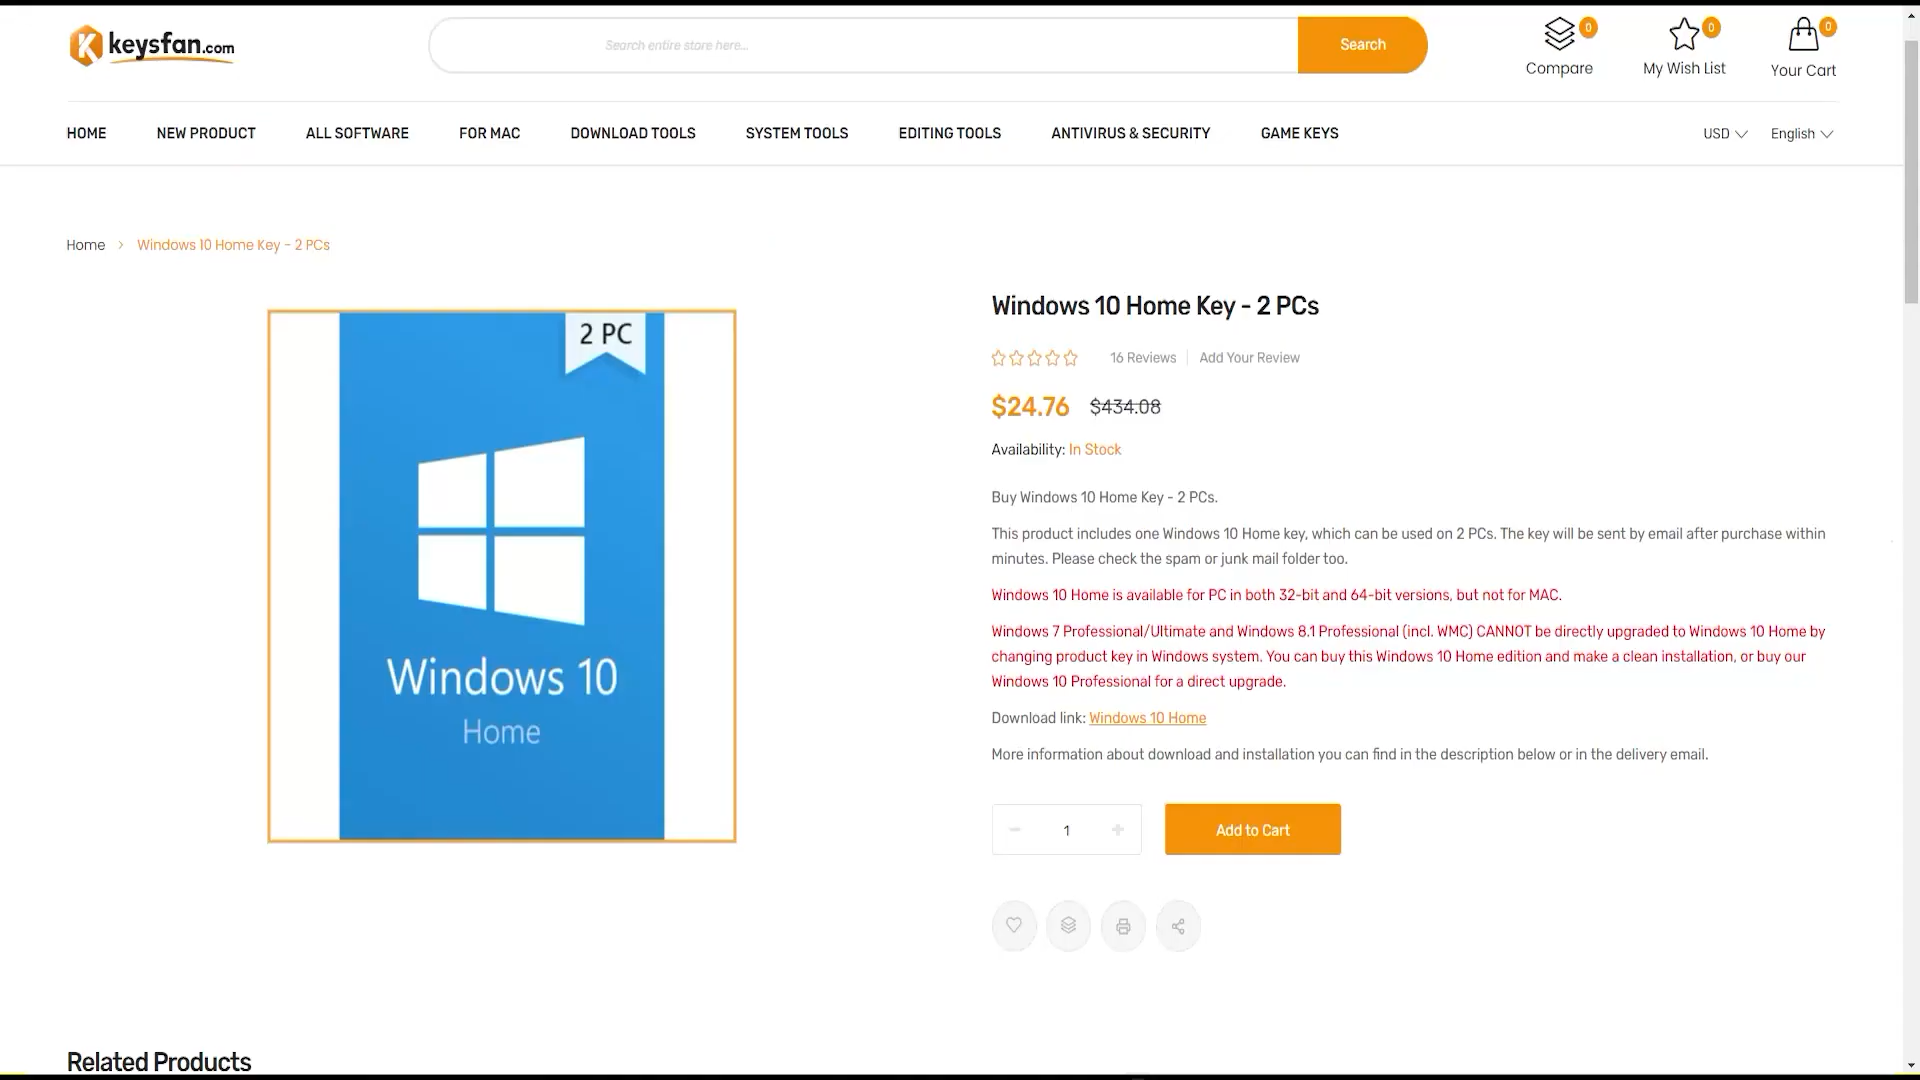 keysfan.com
Search entire store here...
Search
0
Compare
0
My Wish List
0
Your Cart
HOME
NEW PRODUCT
ALL SOFTWARE
FOR MAC
DOWNLOAD TOOLS
SYSTEM TOOLS
EDITING TOOLS
ANTIVIRUS & SECURITY
GAME KEYS
USD
English
Home > Windows 10 Home Key - 2 PCs
2 PC
Windows 10
Home
Windows 10 Home Key - 2 PCs
16 Reviews
Add Your Review
$24.76 $434.08
Availability: In Stock
Buy Windows 10 Home Key - 2 PCs.
This product includes one Windows 10 Home key, which can be used on 2 PCs. The key will be sent by email after purchase within
minutes. Please check the spam or junk mail folder too.
Windows 10 Home is available for PC in both 32-bit and 64-bit versions, but not for MAC.
Windows 7 Professional/Ultimate and Windows 8.1 Professional (incl. WMC) CANNOT be directly upgraded to Windows 10 Home by
changing product key in Windows system. You can buy this Windows 10 Home edition and make a clean installation, or buy our
Windows 10 Professional for a direct upgrade.
Download link: Windows 10 Home
More information about download and installation you can find in the description below or in the delivery email.
− 1 +
Add to Cart
Related Products